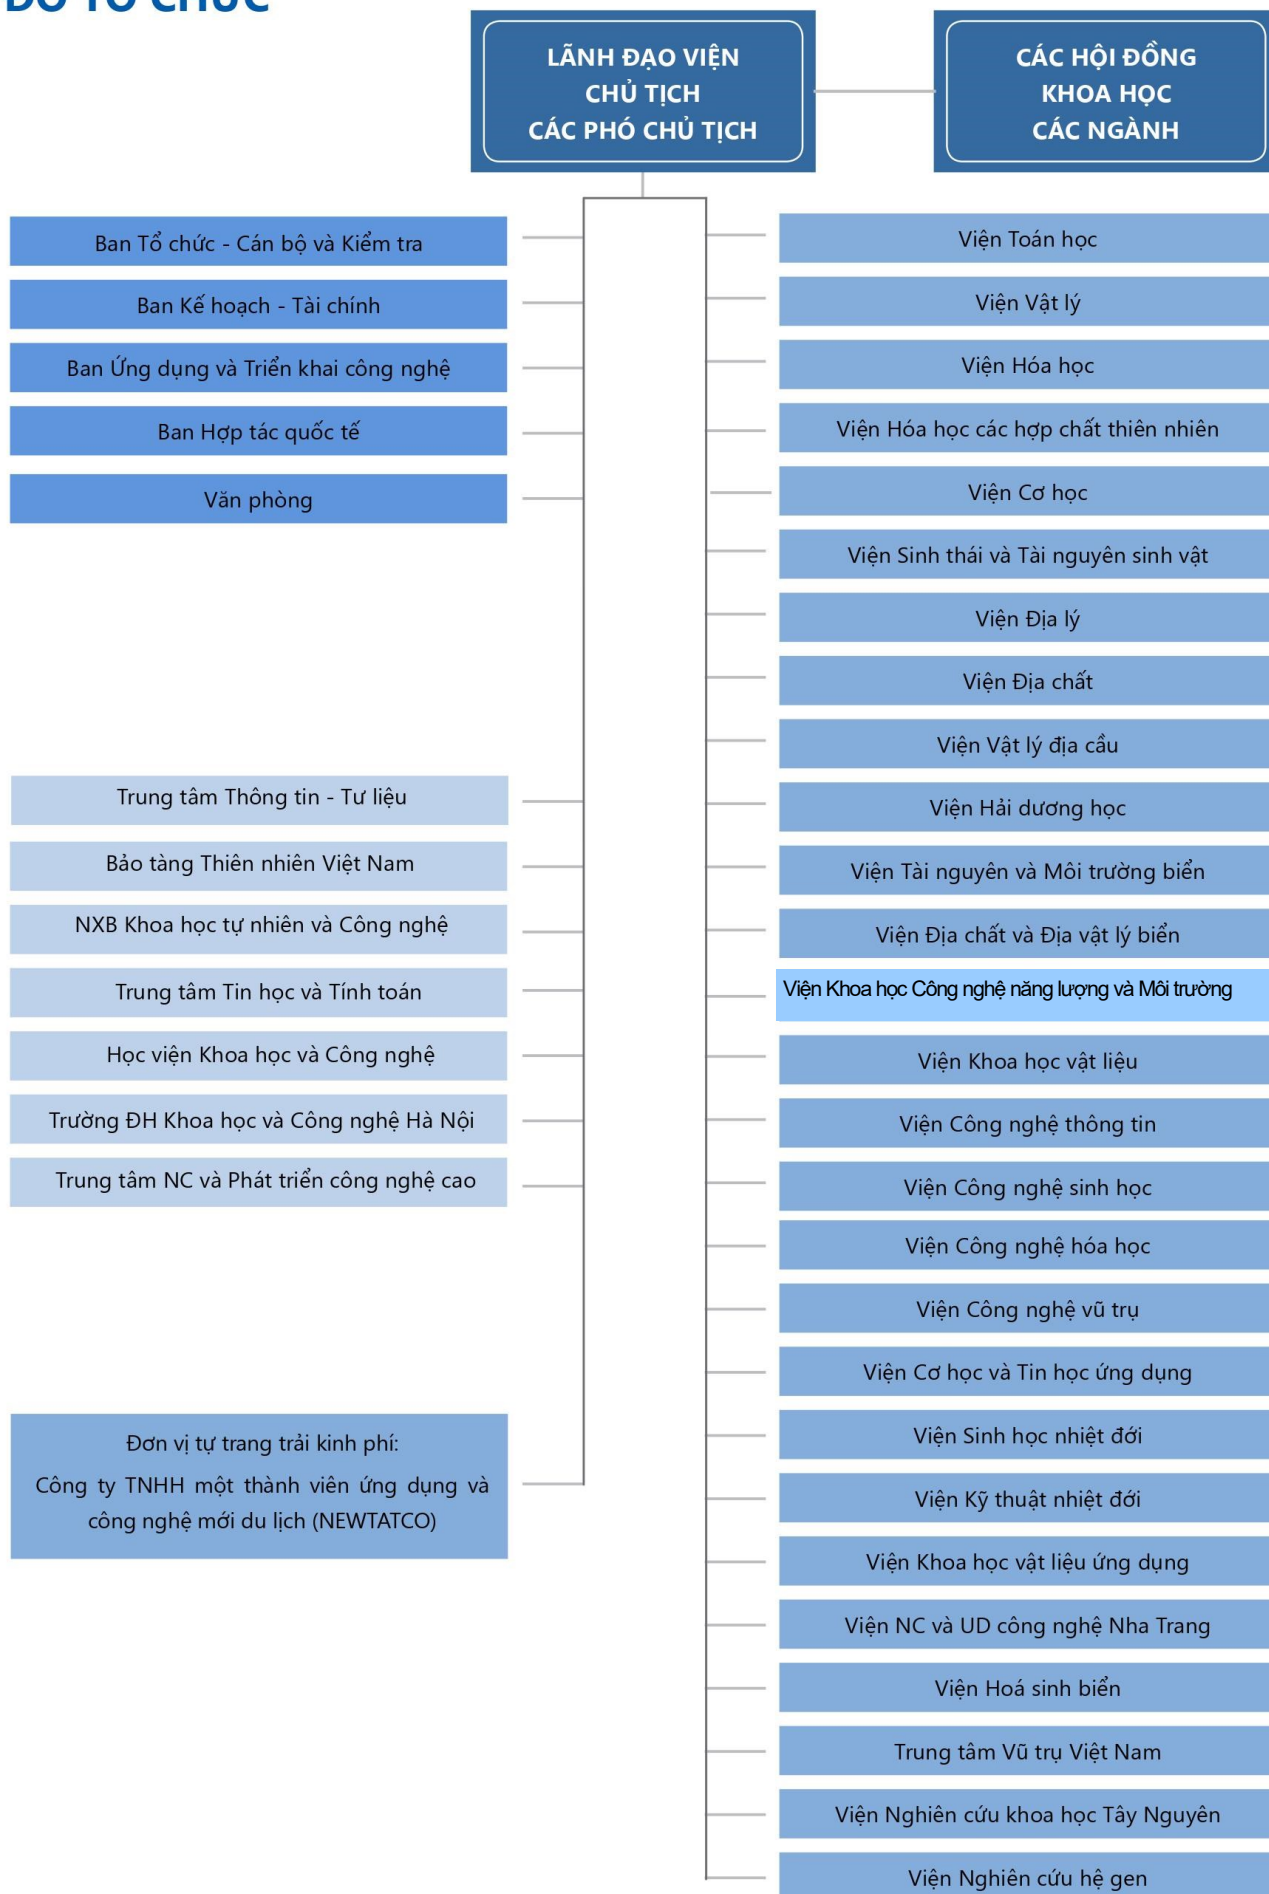 ĐỒ TỔ CHỨC
LÃNH ĐẠO VIỆN
CHỦ TỊCH
CÁC PHÓ CHỦ TỊCH
CÁC HỘI ĐỒNG
KHOA HỌC
CÁC NGÀNH
Ban Tổ chức - Cán bộ và Kiểm tra
Ban Kế hoạch - Tài chính
Ban Ứng dụng và Triển khai công nghệ
Ban Hợp tác quốc tế
Văn phòng
Trung tâm Thông tin - Tư liệu
Bảo tàng Thiên nhiên Việt Nam
NXB Khoa học tự nhiên và Công nghệ
Trung tâm Tin học và Tính toán
Học viện Khoa học và Công nghệ
Trường ĐH Khoa học và Công nghệ Hà Nội
Trung tâm NC và Phát triển công nghệ cao
Đơn vị tự trang trải kinh phí:
Công ty TNHH một thành viên ứng dụng và
công nghệ mới du lịch (NEWTATCO)
Viện Toán học
Viện Vật lý
Viện Hóa học
Viện Hóa học các hợp chất thiên nhiên
Viện Cơ học
Viện Sinh thái và Tài nguyên sinh vật
Viện Địa lý
Viện Địa chất
Viện Vật lý địa cầu
Viện Hải dương học
Viện Tài nguyên và Môi trường biển
Viện Địa chất và Địa vật lý biển
Viện Khoa học Công nghệ năng lượng và Môi trường
Viện Khoa học vật liệu
Viện Công nghệ thông tin
Viện Công nghệ sinh học
Viện Công nghệ hóa học
Viện Công nghệ vũ trụ
Viện Cơ học và Tin học ứng dụng
Viện Sinh học nhiệt đới
Viện Kỹ thuật nhiệt đới
Viện Khoa học vật liệu ứng dụng
Viện NC và UD công nghệ Nha Trang
Viện Hoá sinh biển
Trung tâm Vũ trụ Việt Nam
Viện Nghiên cứu khoa học Tây Nguyên
Viện Nghiên cứu hệ gen